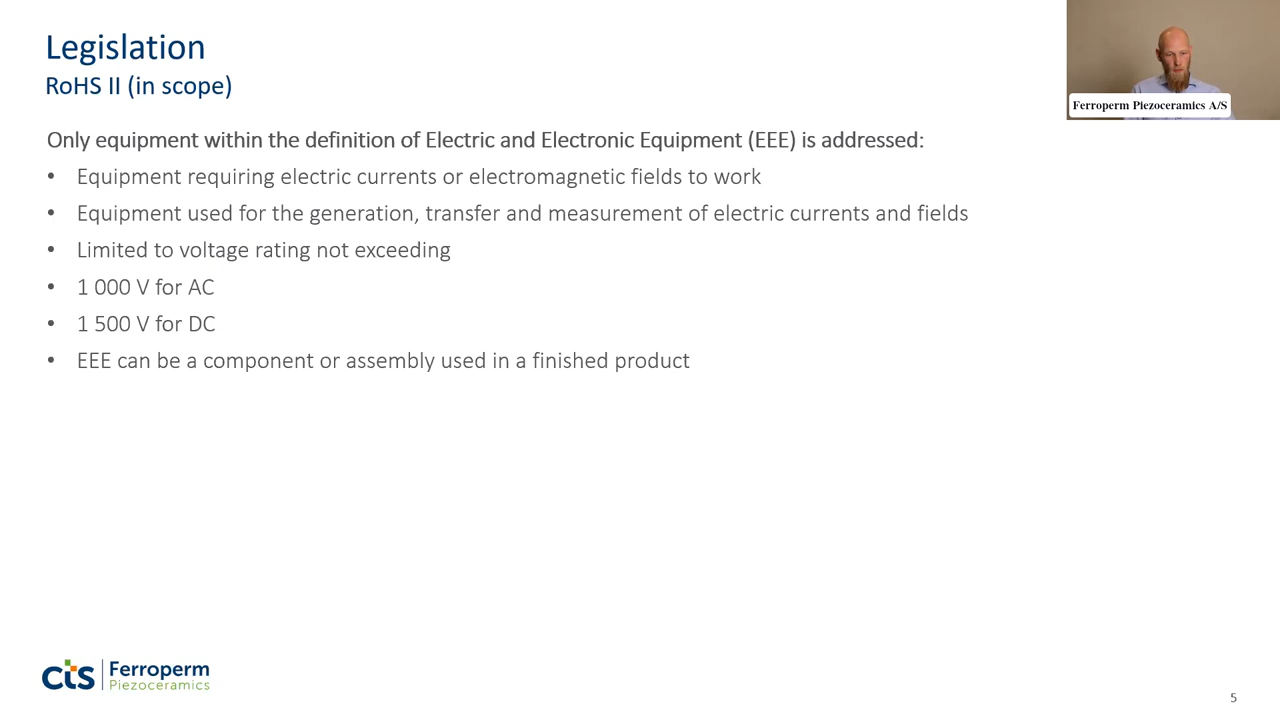 Legislation
RoHS II (in scope)
Ferroperm Piezoceramics A/S
Only equipment within the definition of Electric and Electronic Equipment (EEE) is addressed:
• Equipment requiring electric currents or electromagnetic fields to work
• Equipment used for the generation, transfer and measurement of electric currents and fields
• Limited to voltage rating not exceeding
• 1 000 V for AC
• 1 500 V for DC
• EEE can be a component or assembly used in a finished product
CTS
Ferroperm
Piezoceramics
5